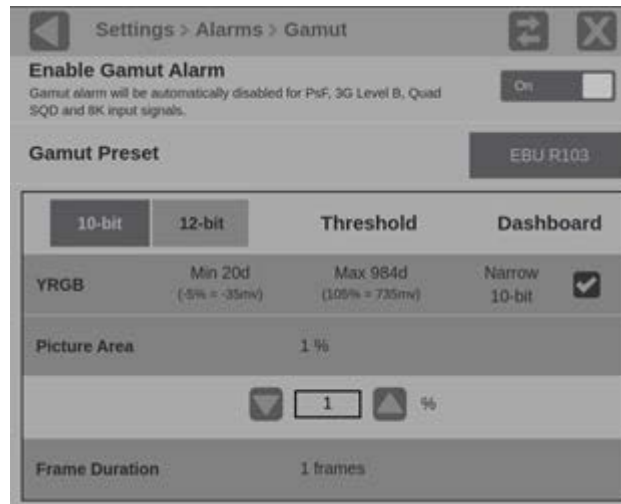 Settings > Alarms > Gamut
Enable Gamut Alarm
Gamut alarm will be automatically disabled for PsF, 3G Level B, Quad
SQD and 8K input signals.
On
Gamut Preset
EBU R103
10-bit 12-bit Threshold Dashboard
YRGB Min 20d Max 984d Narrow
(-5% = -35mv) (105% = 735mv) 10-bit
Picture Area 1 %
1 %
Frame Duration 1 frames